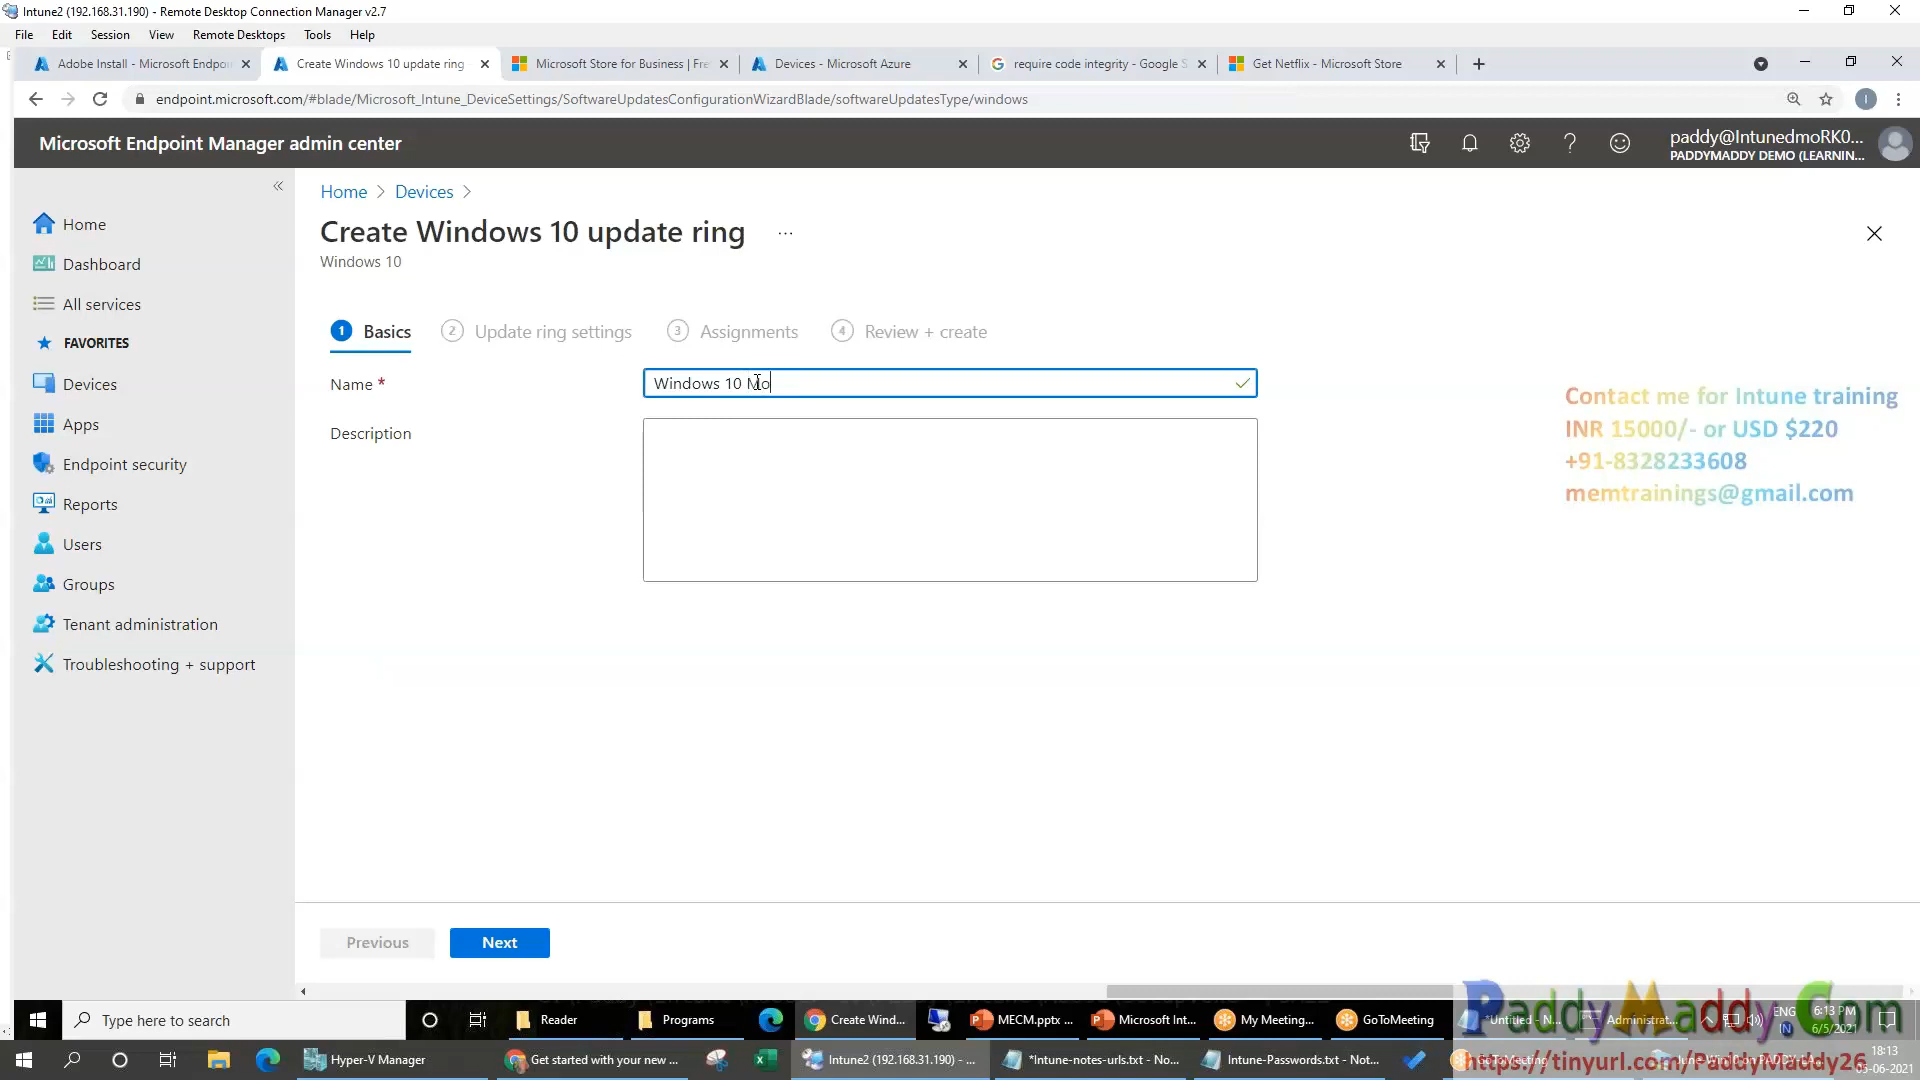 Intune2 (192.168.31.190) - Remote Desktop Connection Manager v2.7
File Edit Session View Remote Desktops Tools Help
Adobe Install - Microsoft Endpoi
Create Windows 10 update ring
Microsoft Store for Business | Fre
Devices - Microsoft Azure
require code integrity - Google S
Get Netflix - Microsoft Store
endpoint.microsoft.com/#blade/Microsoft_Intune_DeviceSettings/SoftwareUpdatesConfigurationWizardBlade/softwareUpdatesType/windows
I
Microsoft Endpoint Manager admin center
paddy@IntunedmoRK0...
PADDYMADDY DEMO (LEARNIN...
Home
Dashboard
All services
FAVORITES
Devices
Apps
Endpoint security
Reports
Users
Groups
Tenant administration
Troubleshooting + support
Home > Devices >
Create Windows 10 update ring ...
Windows 10
1 Basics
2 Update ring settings
3 Assignments
4 Review + create
Name *
Windows 10 Mo
Description
Contact me for Intune training
INR 15000/- or USD $220
+91-8328233608
memtrainings@gmail.com
Previous
Next
PaddyMaddy.Com
Type here to search
Reader
Programs
Create Wind...
MECM.pptx ...
Microsoft Int...
My Meeting...
GoToMeeting
*Untitled - N...
Administrat...
ENG
IN
6:13 PM
6/5/2021
Hyper-V Manager
Get started with your new ...
Intune2 (192.168.31.190) - ...
*Intune-notes-urls.txt - No...
Intune-Passwords.txt - Not...
GoToMeeting
https://tinyurl.com/PaddyMaddy26
18:13
05-06-2021